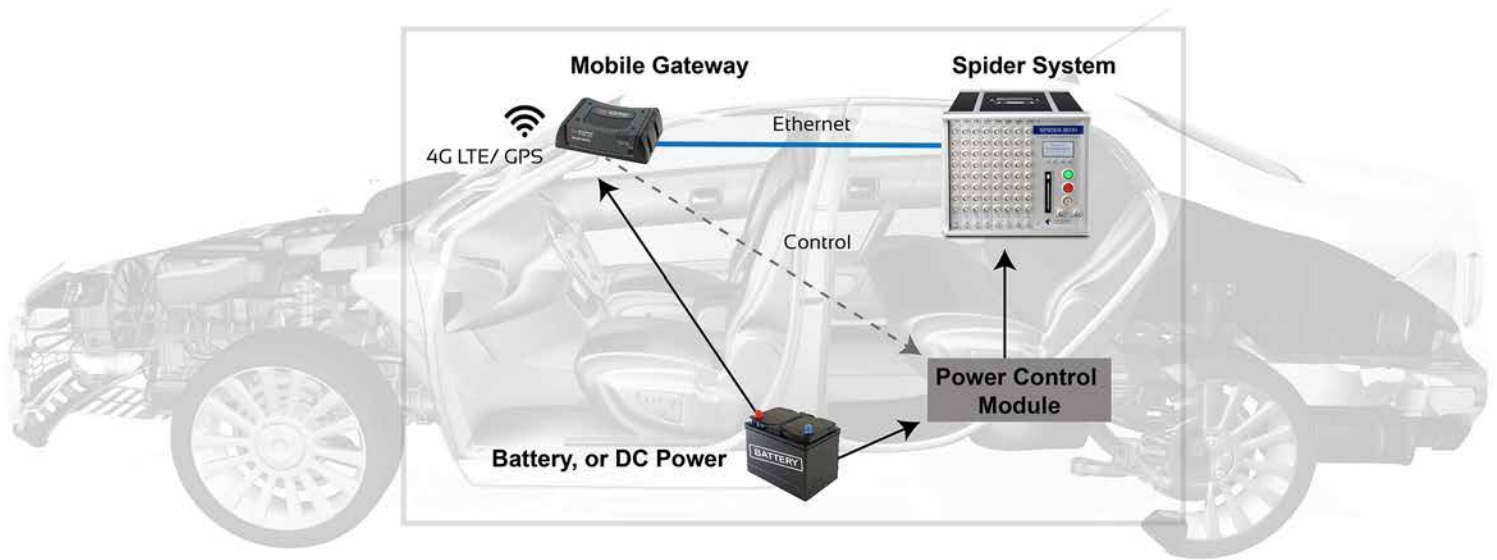 Mobile Gateway
Spider System
4G LTE/ GPS
Ethernet
Control
Power Control
Module
Battery, or DC Power
BATTERY